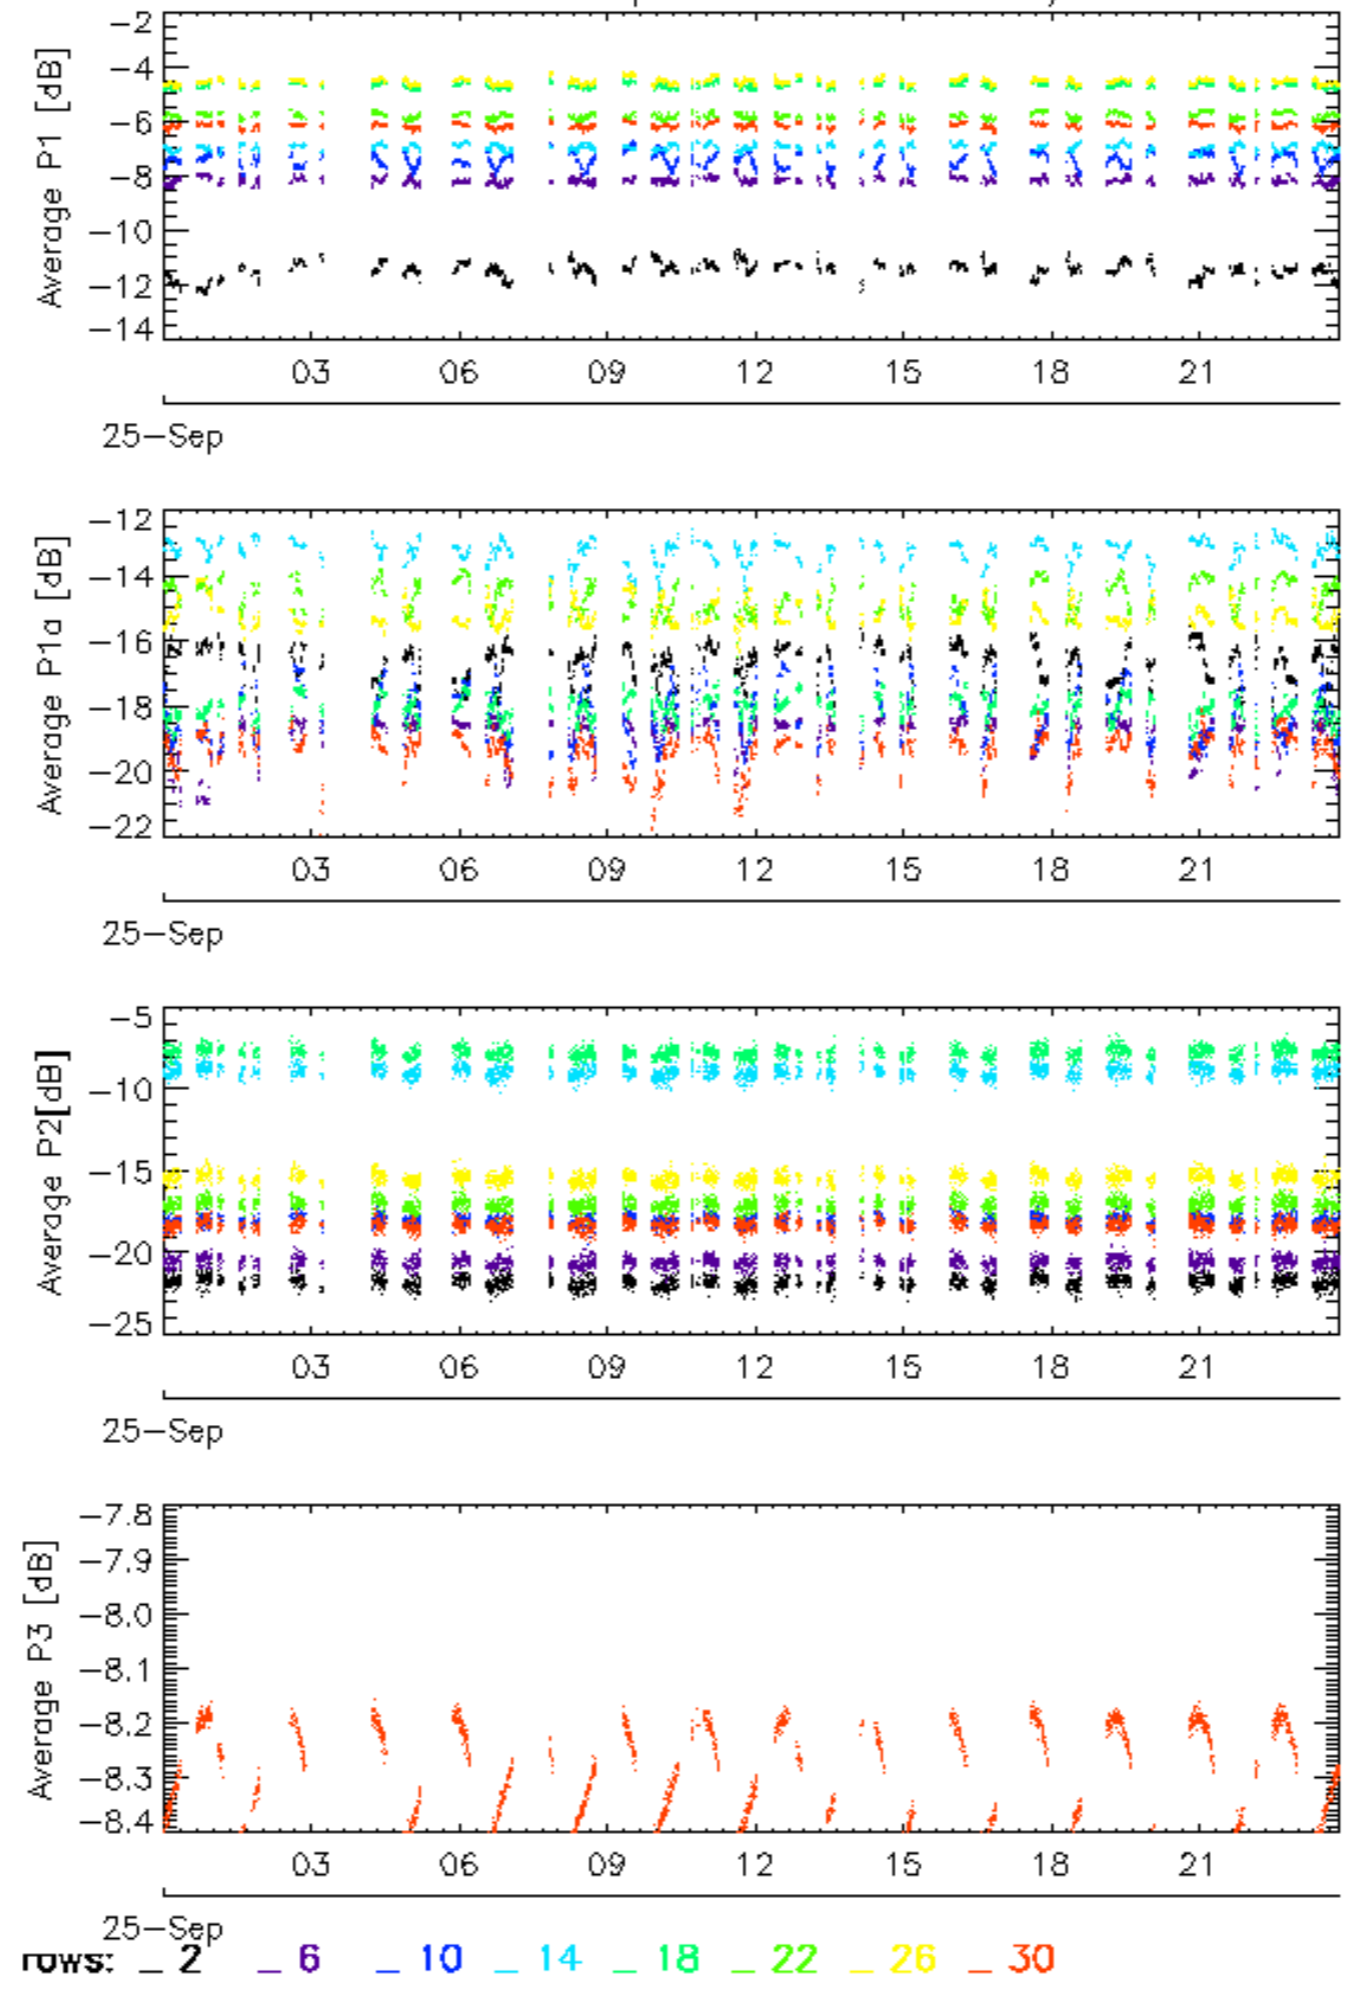 Average P1 [dB]
-2
-4
-6
-8
-10
-12
-14
03 06 09 12 15 18 21
25-Sep
Average P1a [dB]
-12
-14
-16
-18
-20
-22
03 06 09 12 15 18 21
25-Sep
Average P2[dB]
-5
-10
-15
-20
-25
03 06 09 12 15 18 21
25-Sep
Average P3 [dB]
-7.8
-7.9
-8.0
-8.1
-8.2
-8.3
-8.4
03 06 09 12 15 18 21
25-Sep
rows: _ 2 _ 6 _ 10 _ 14 _ 18 _ 22 _ 26 _ 30